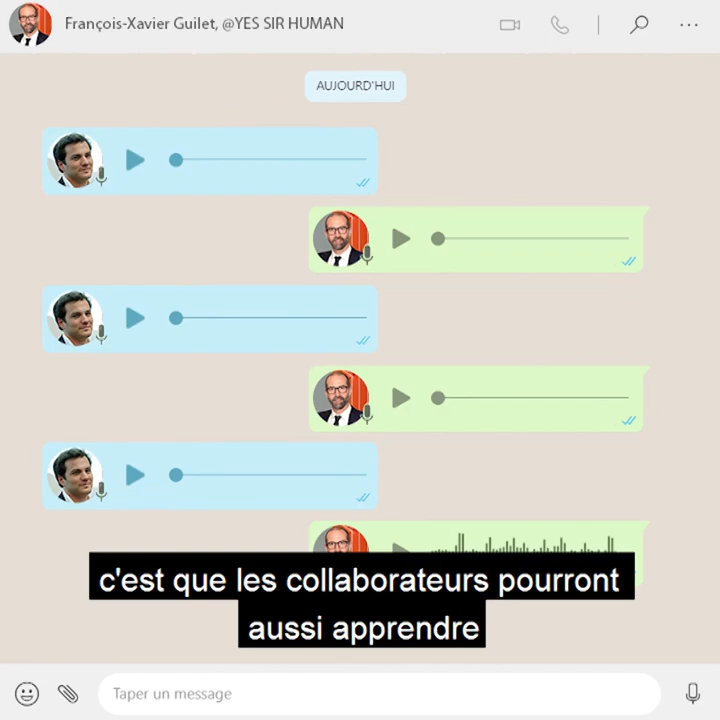 François-Xavier Guilet, @YES SIR HUMAN
AUJOURD'HUI
c'est que les collaborateurs pourront
aussi apprendre
Taper un message